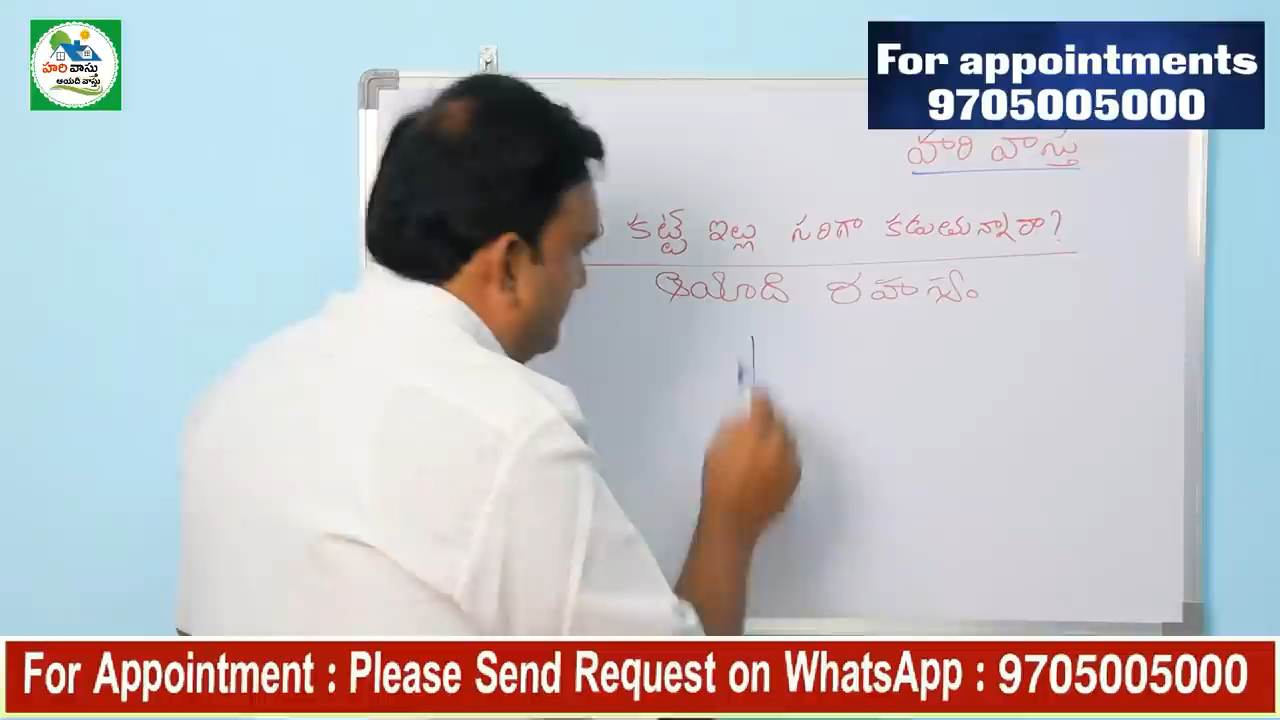 హరి వాస్తు
ఆయాది వాస్తు
For appointments
9705005000
హరి వాస్తు
కట్టే ఇల్లు సరిగా కడుతున్నారా?
ఆయాది రహస్యం
For Appointment : Please Send Request on WhatsApp : 9705005000